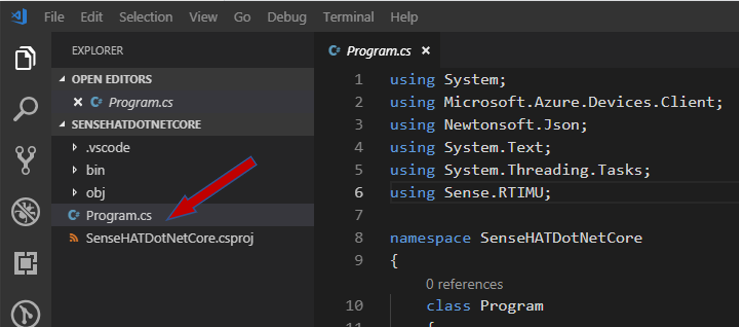 File Edit Selection View Go Debug Terminal Help
EXPLORER
OPEN EDITORS
Program.cs
SENSEHATDOTNETCORE
.vscode
bin
obj
Program.cs
SenseHATDotNetCore.csproj
Program.cs
1 using System;
2 using Microsoft.Azure.Devices.Client;
3 using Newtonsoft.Json;
4 using System.Text;
5 using System.Threading.Tasks;
6 using Sense.RTIMU;
7
8 namespace SenseHATDotNetCore
9 {
0 references
10 class Program
11 {